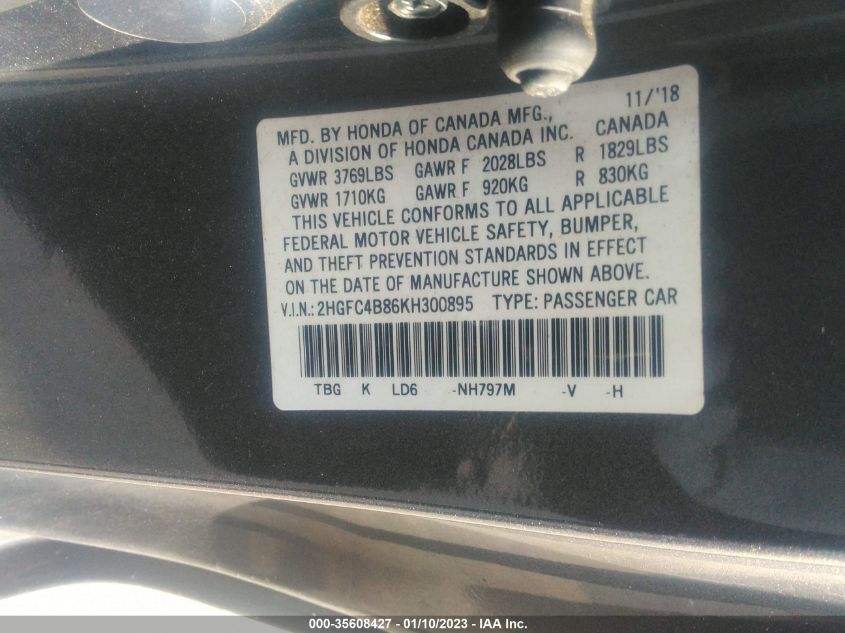 11/'18
MFD. BY HONDA OF CANADA MFG.,
A DIVISION OF HONDA CANADA INC. CANADA
GVWR 3769LBS GAWR F 2028LBS R 1829LBS
GVWR 1710KG GAWR F 920KG R 830KG
THIS VEHICLE CONFORMS TO ALL APPLICABLE
FEDERAL MOTOR VEHICLE SAFETY, BUMPER,
AND THEFT PREVENTION STANDARDS IN EFFECT
ON THE DATE OF MANUFACTURE SHOWN ABOVE.
V.I.N.: 2HGFC4B86KH300895 TYPE: PASSENGER CAR
TBG K LD6 -NH797M -V -H
000-35608427 - 01/10/2023 - IAA Inc.